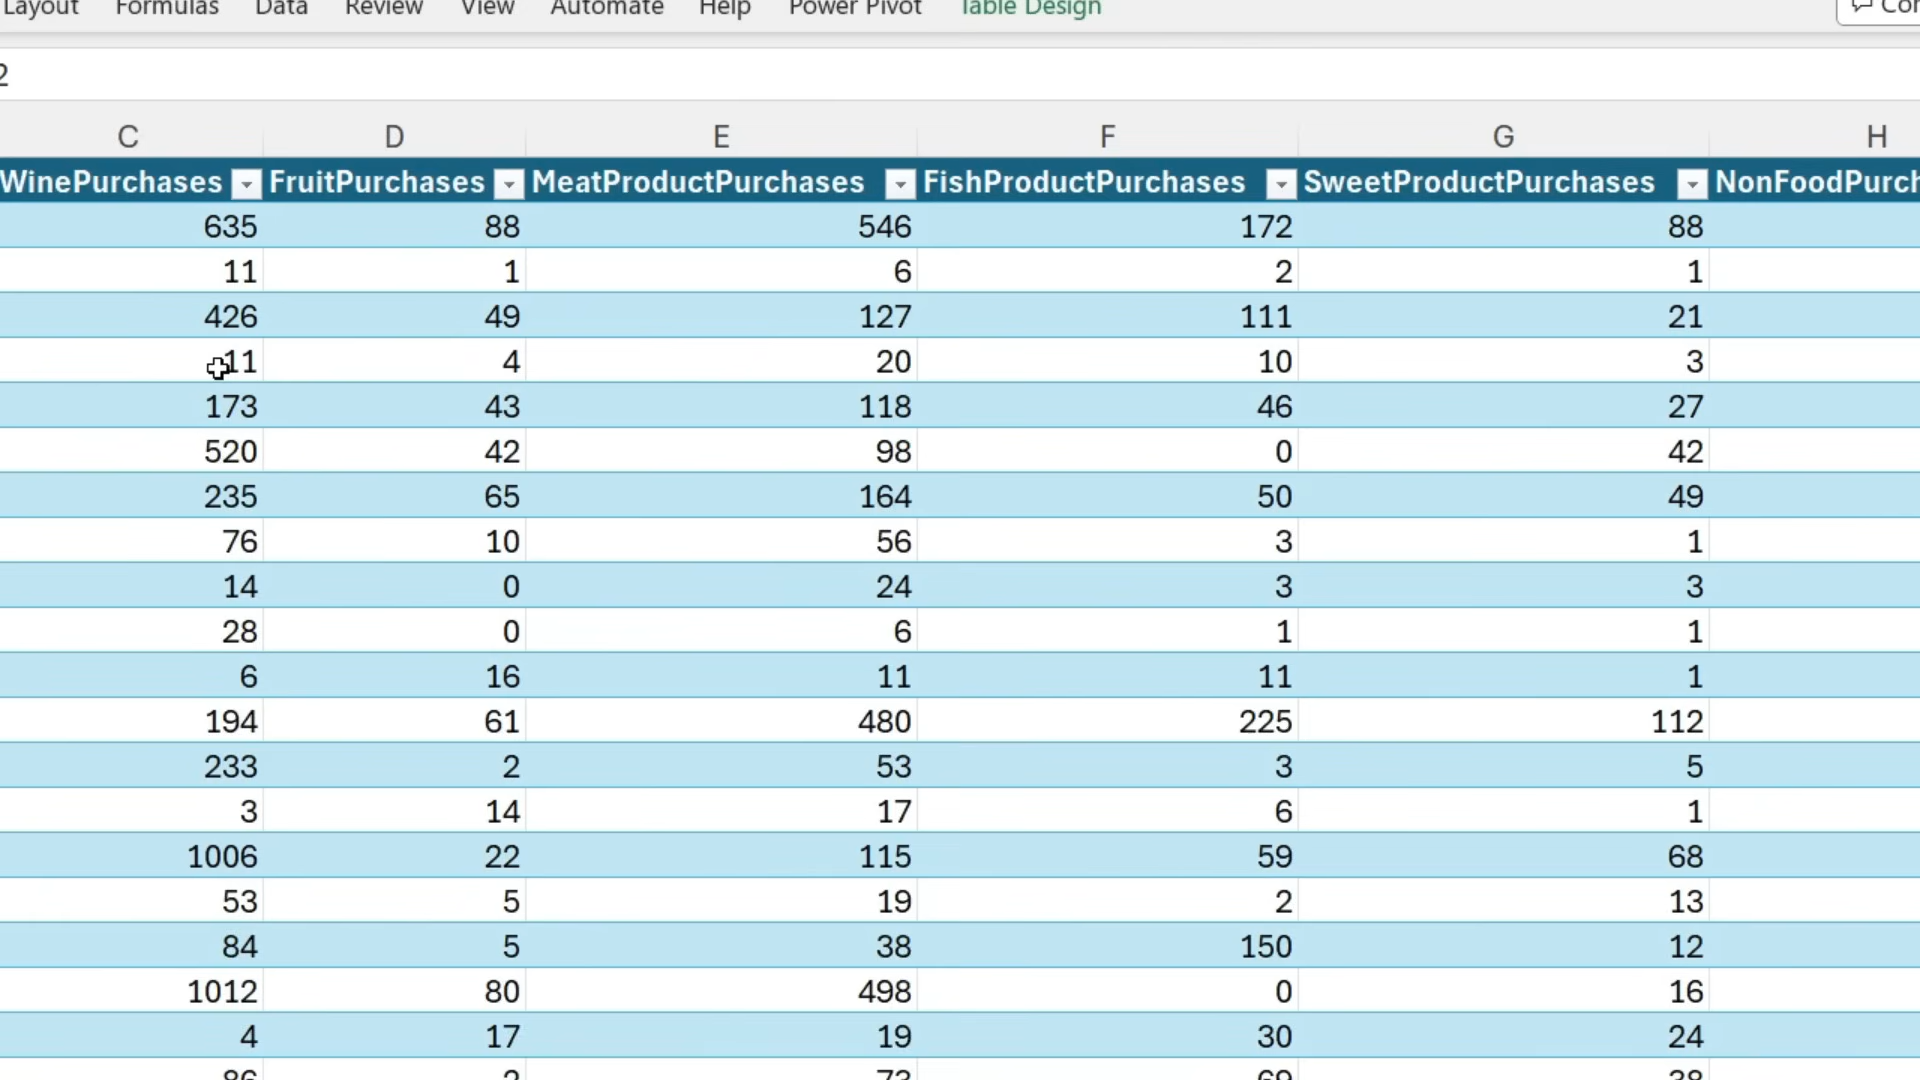 Layout Formulas Data Review View Automate Help Power Pivot Table Design
2
C D E F G H
WinePurchases FruitPurchases MeatProductPurchases FishProductPurchases SweetProductPurchases
635 88 546 172 88
11 1 6 2 1
426 49 127 111 21
11 4 20 10 3
173 43 118 46 27
520 42 98 0 42
235 65 164 50 49
76 10 56 3 1
14 0 24 3 3
28 0 6 1 1
6 16 11 11 1
194 61 480 225 112
233 2 53 3 5
3 14 17 6 1
1006 22 115 59 68
53 5 19 2 13
84 5 38 150 12
1012 80 498 0 16
4 17 19 30 24